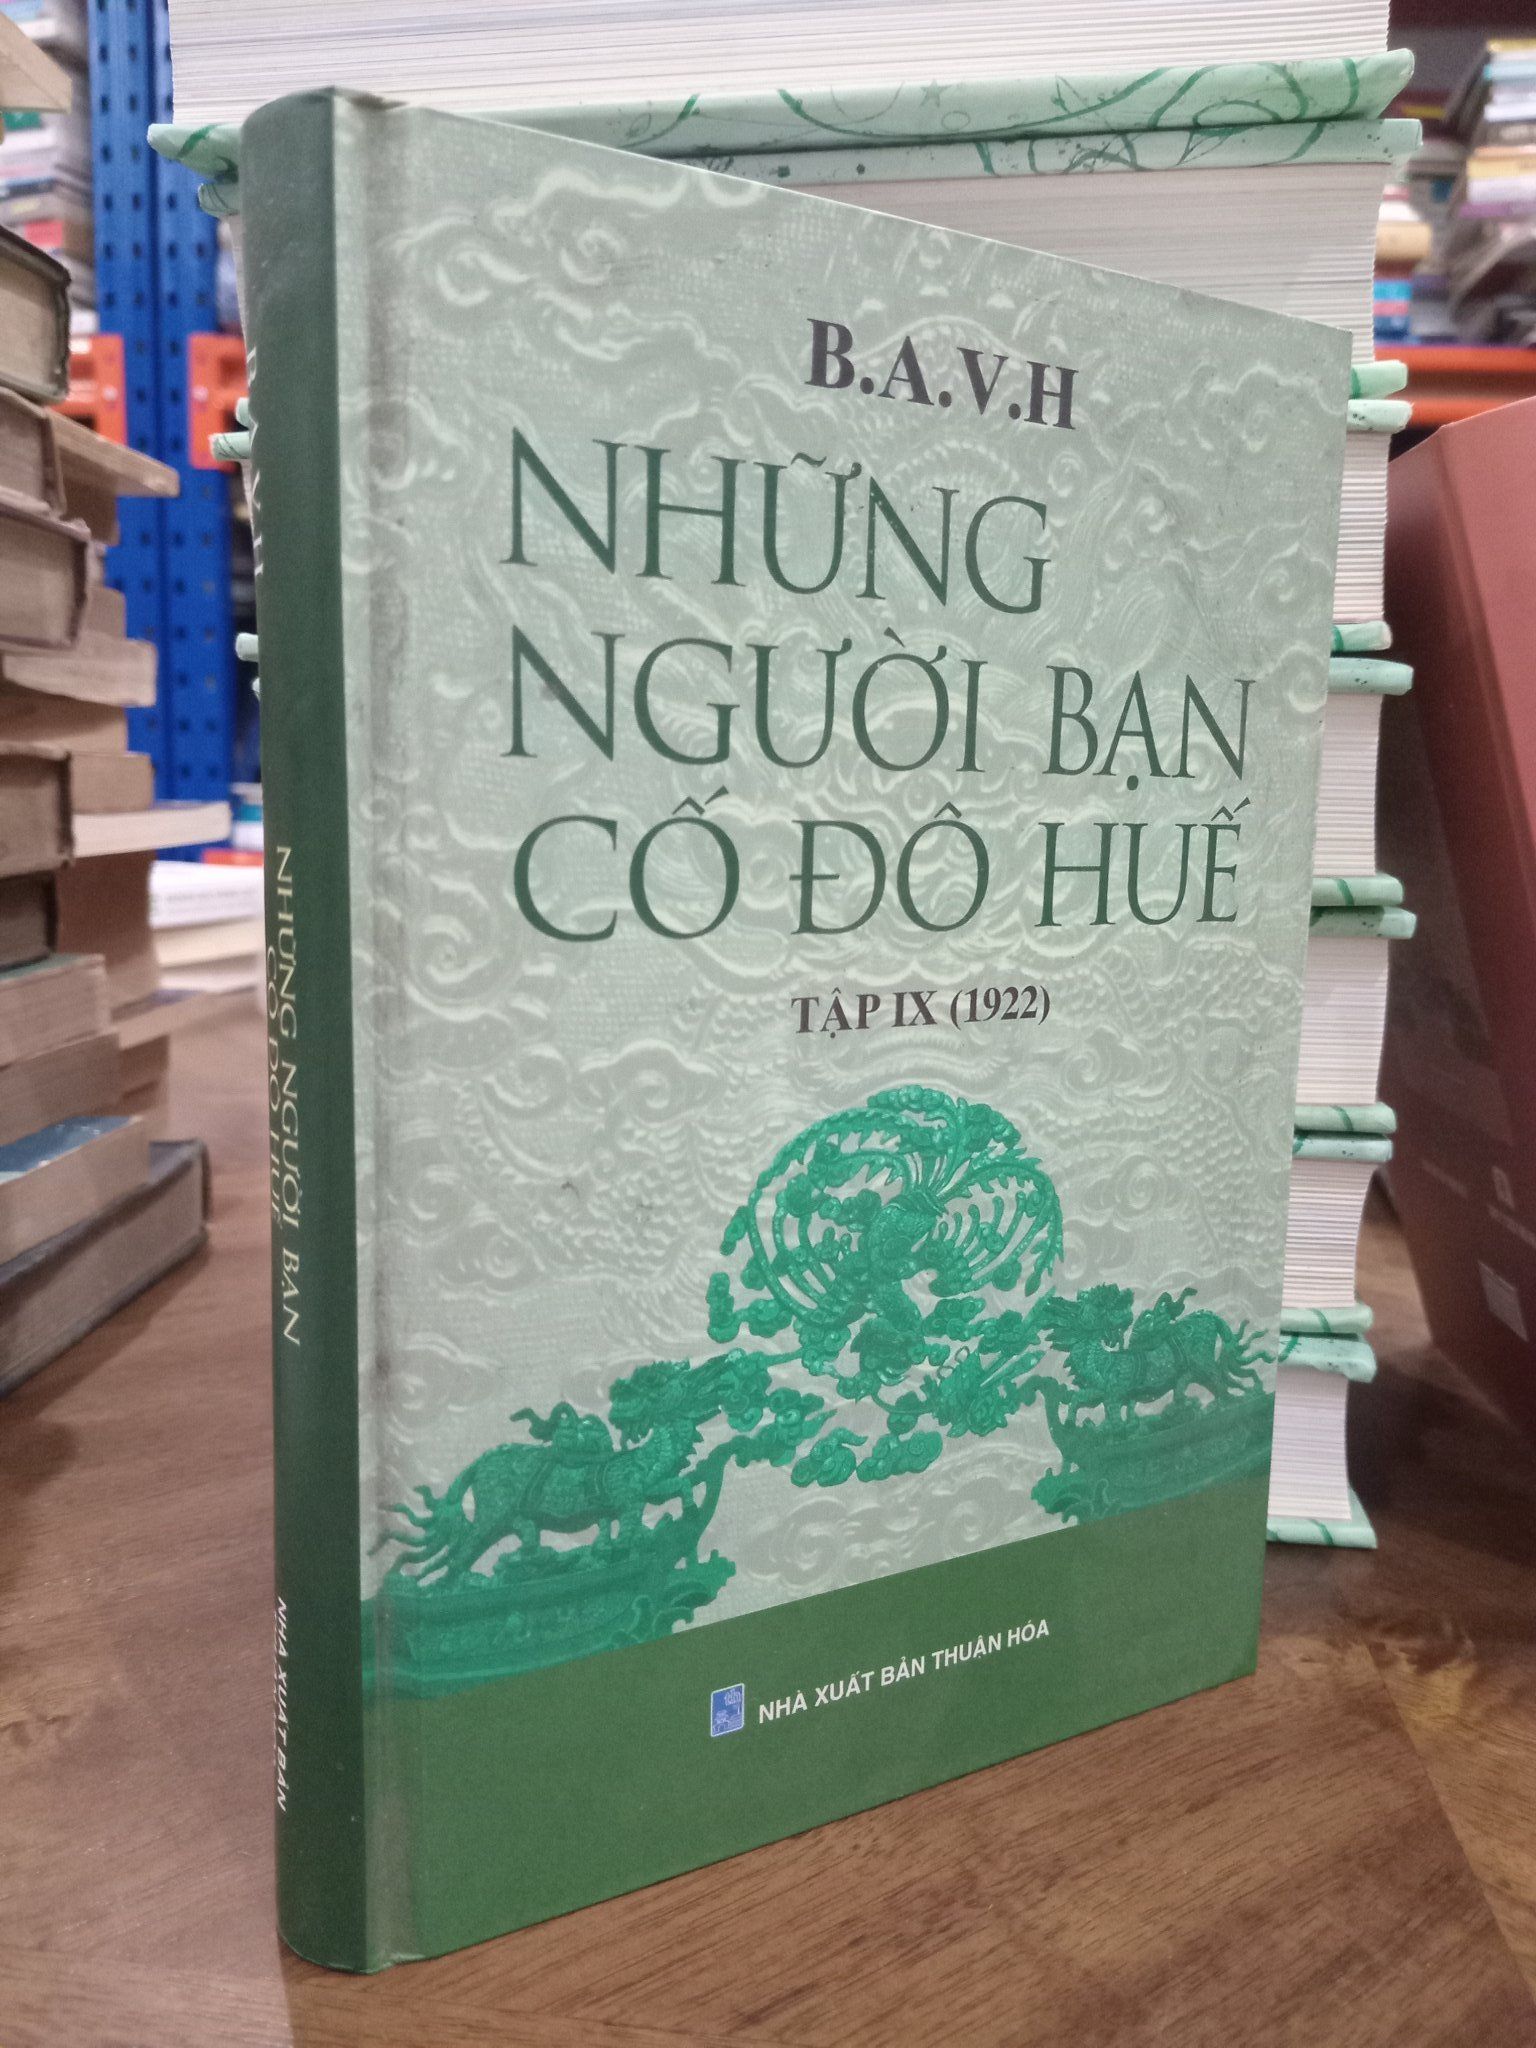 B.A.V.H
NHỮNG
NGƯỜI BẠN
CỐ ĐÔ HUẾ
TẬP IX (1922)
NHÀ XUẤT BẢN THUẬN HÓA
B.A.V.H
NHỮNG NGƯỜI BẠN
CỐ ĐÔ HUẾ
NHÀ XUẤT BẢN